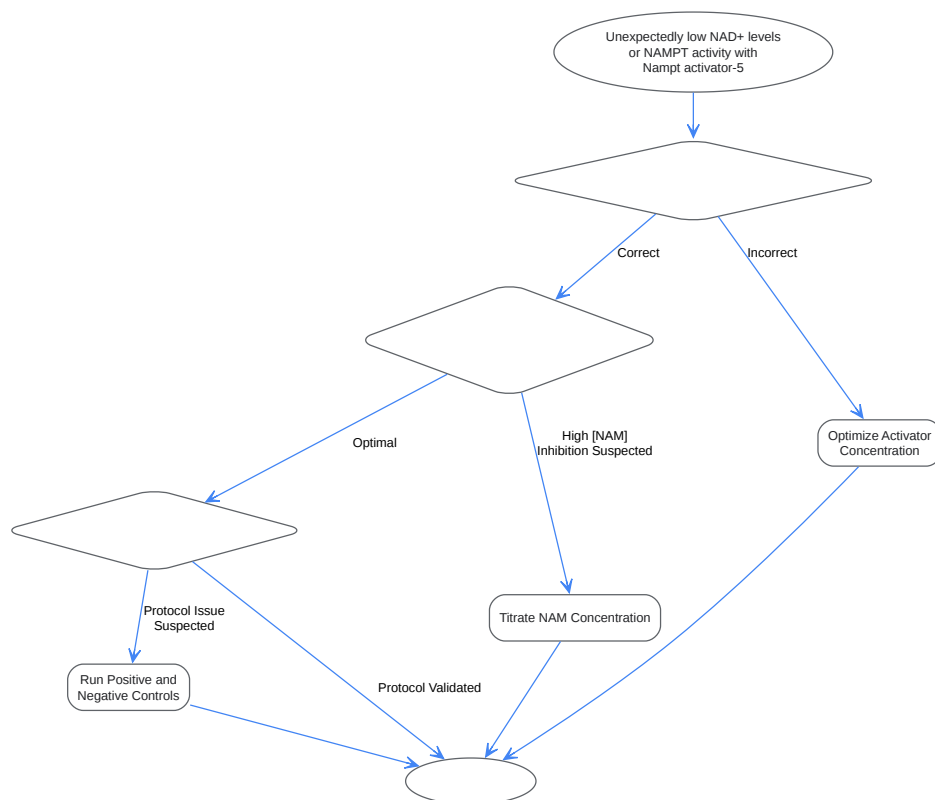 Unexpectedly low NAD+ levels
or NAMPT activity with
Nampt activator-5
Correct
Incorrect
Optimal
High [NAM]
Inhibition Suspected
Optimize Activator
Concentration
Protocol Issue
Suspected
Titrate NAM Concentration
Run Positive and
Negative Controls
Protocol Validated